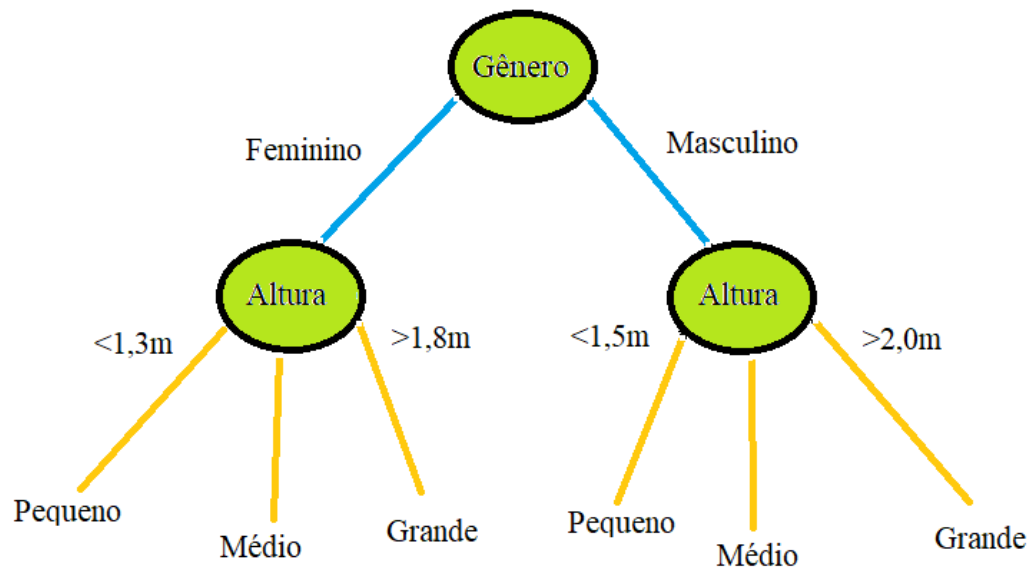 Gênero
Feminino
Masculino
Altura
Altura
<1,3m
>1,8m
<1,5m
>2,0m
Pequeno
Médio
Grande
Pequeno
Médio
Grande